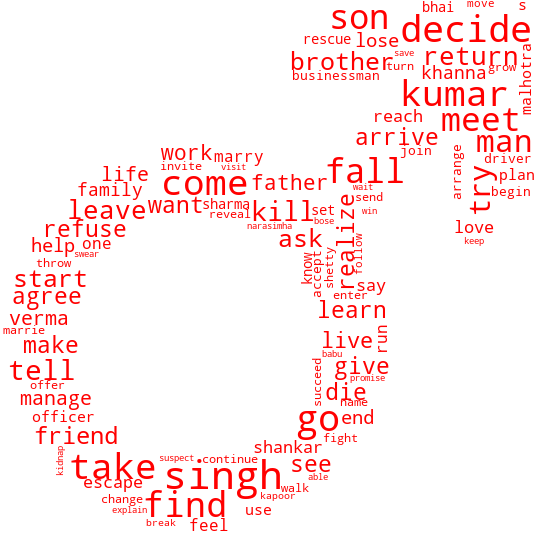 bhai move s
son decide
rescue lose
brother save return
businessman turn khanna grow
malhotra
kumar
reach meet
arrive man
work marry join driver
invite visit fall arrange plan
life come father wait try begin
family send
leave want sharma kill set win love
reveal bose realize keep
refuse narasimha ask follow
help one
swear
throw know accept shetty say
start enter
agree learn
verma
marrie live run
make babu
tell give
offer succeed promise
manage die
name
officer go end
friend fight
shankar
kidnap take suspect continue see
singh able
escape walk
change find kapoor
explain use
break feel